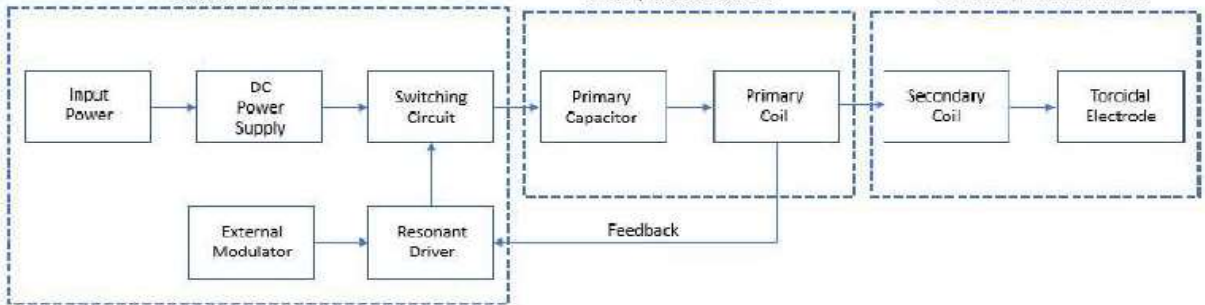 Input
Power
DC
Power
Supply
Switching
Circuit
Primary
Capacitor
Primary
Coil
Secondary
Coil
Toroidal
Electrode
External
Modulator
Resonant
Driver
Feedback